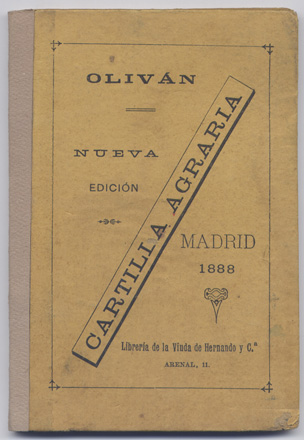 OLIVÁN
NUEVA
EDICIÓN
CARTILLA AGRARIA
MADRID
1888
Librería de la Viuda de Hernando y C.ª
ARENAL, 11.